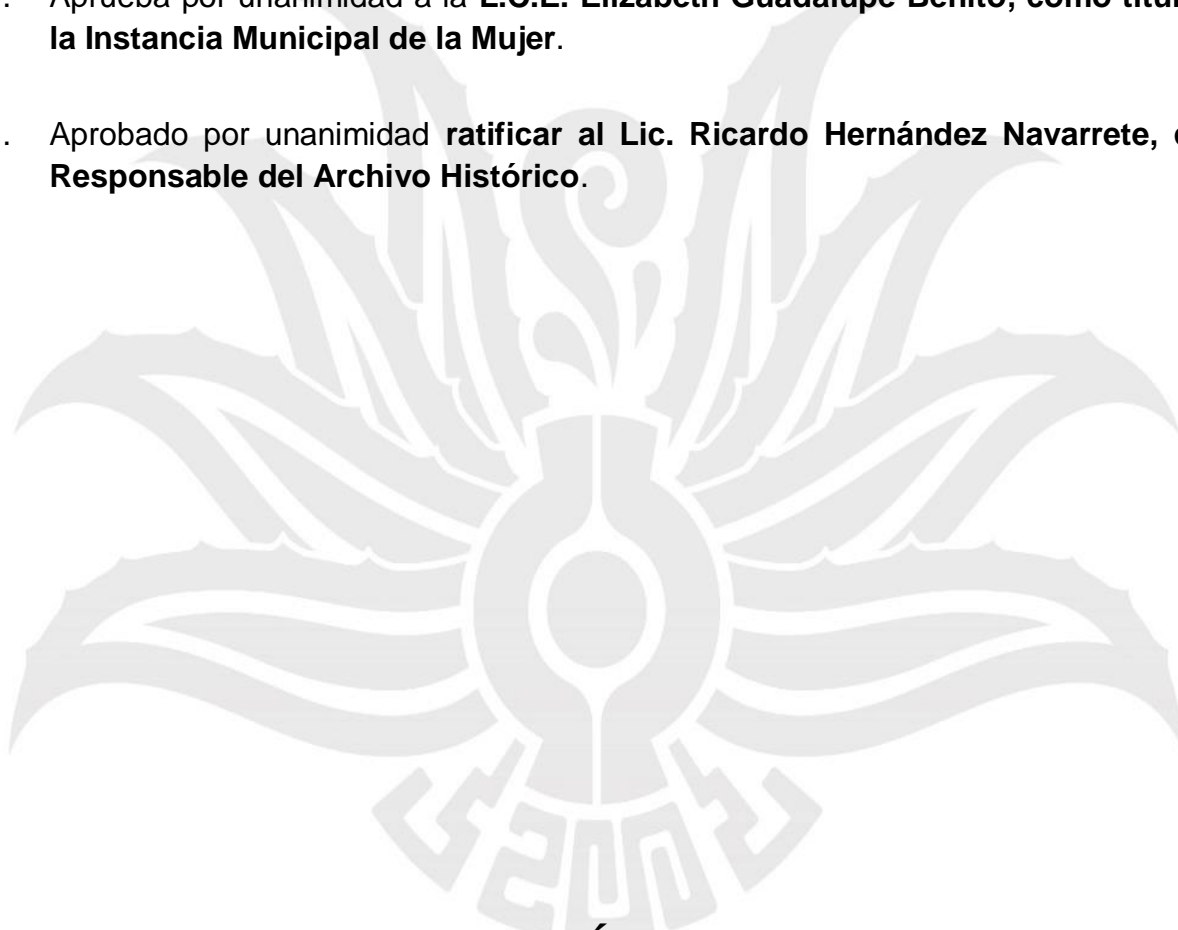 . Aprueba por unanimidad a la L.C.E. Elizabeth Guadalupe Benito, como
la Instancia Municipal de la Mujer.
. Aprobado por unanimidad ratificar al Lic. Ricardo Hernández Navarrete,
Responsable del Archivo Histórico.